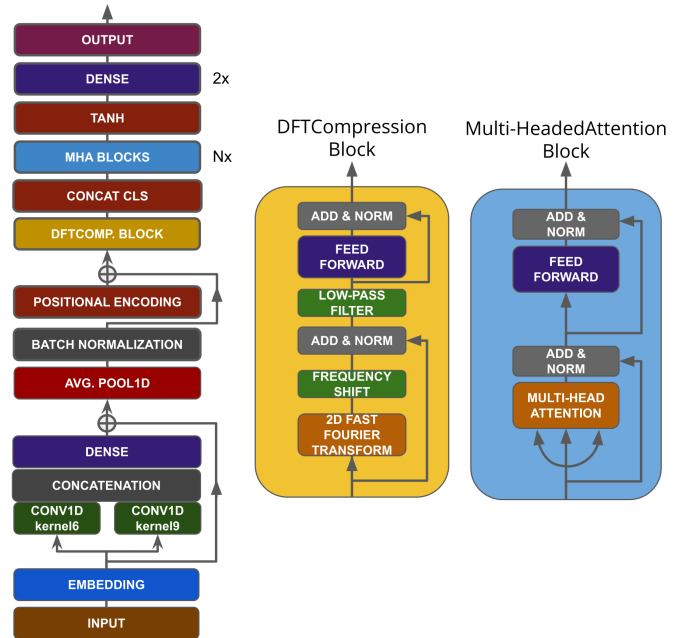 OUTPUT
DENSE
2x
TANH
MHA BLOCKS
Nx
CONCAT CLS
DFTCOMP. BLOCK
POSITIONAL ENCODING
BATCH NORMALIZATION
AVG. POOL1D
DENSE
CONCATENATION
CONV1D
kernel6
CONV1D
kernel9
EMBEDDING
INPUT
DFTCompression
Block
ADD & NORM
FEED
FORWARD
LOW-PASS
FILTER
ADD & NORM
FREQUENCY
SHIFT
2D FAST
FOURIER
TRANSFORM
Multi-HeadedAttention
Block
ADD &
NORM
FEED
FORWARD
ADD &
NORM
MULTI-HEAD
ATTENTION